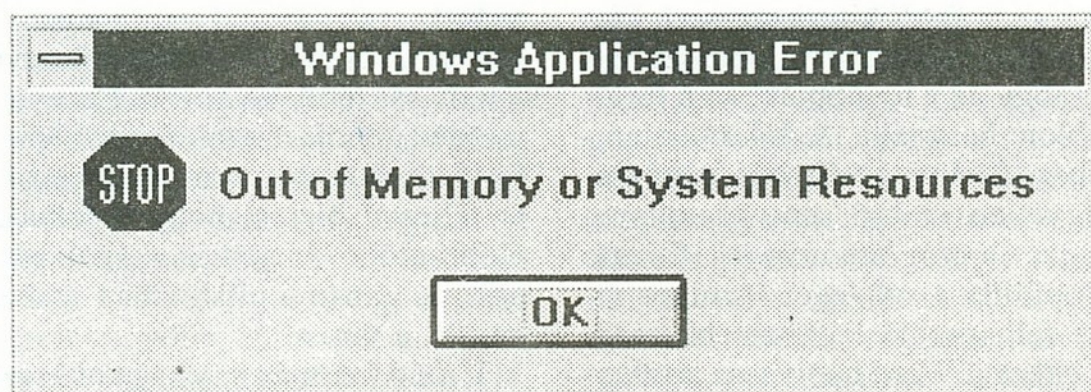 Windows Application Error
STOP
Out of Memory or System Resources
OK